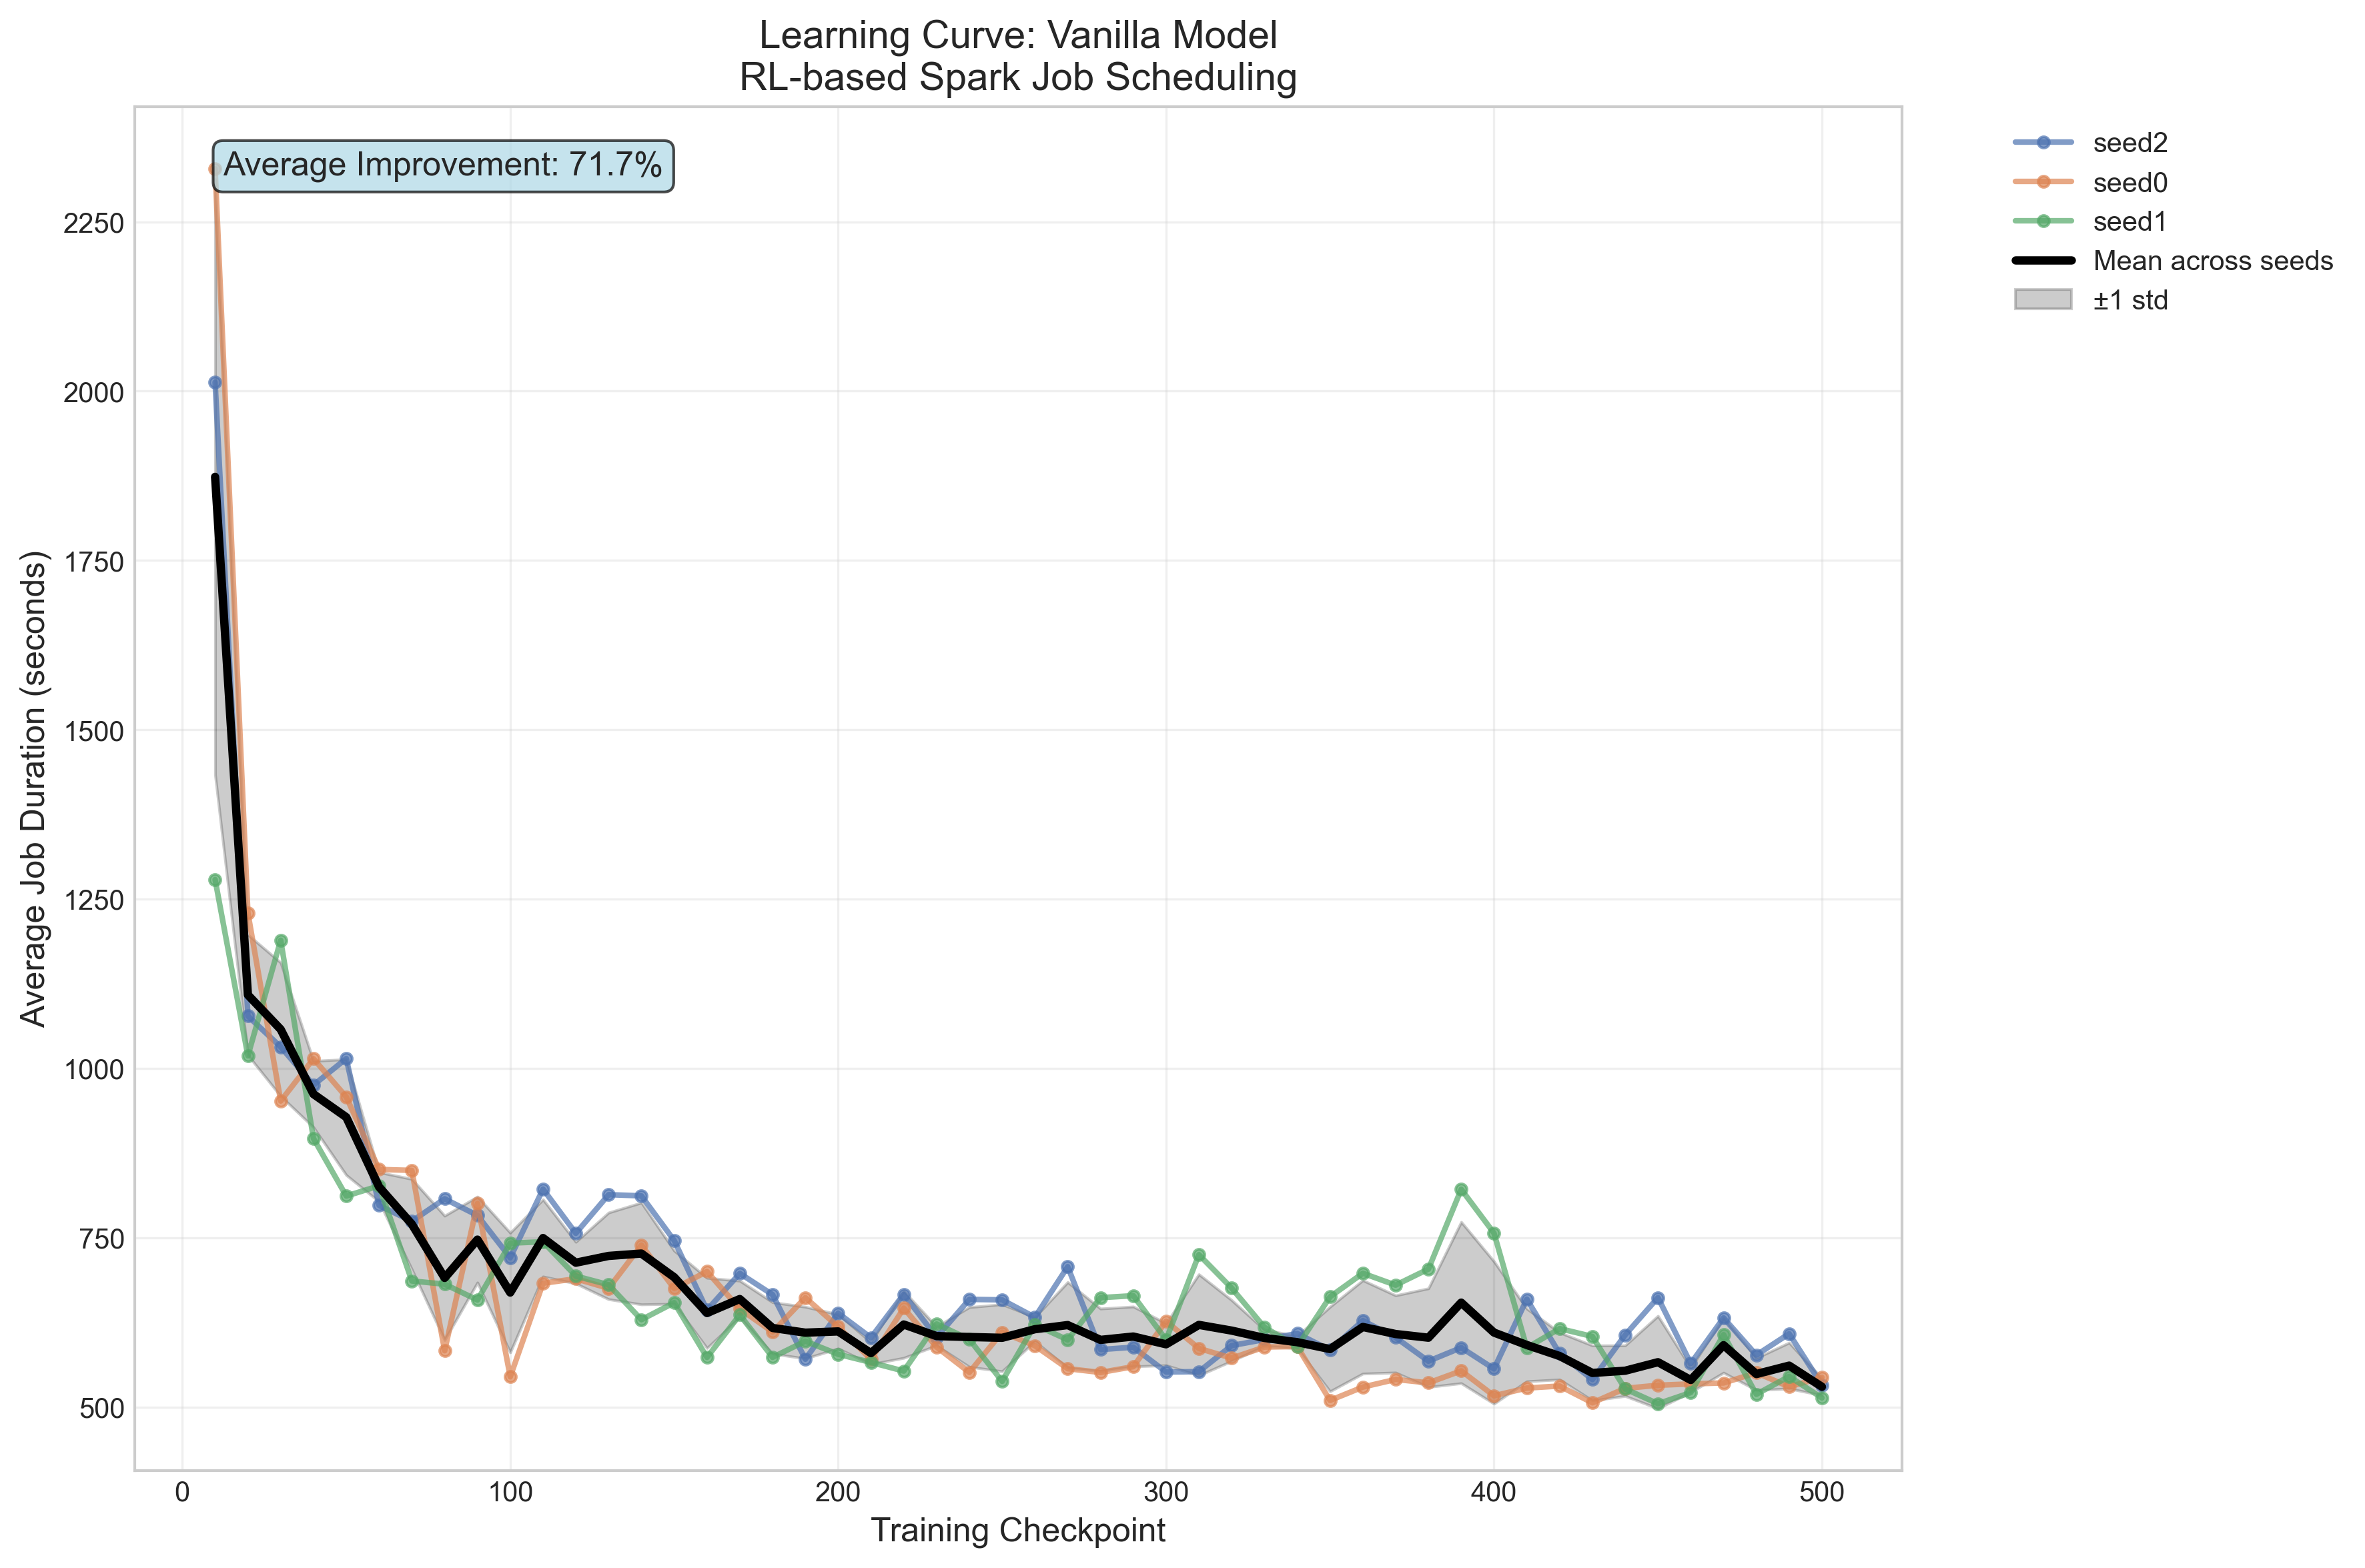 Learning Curve: Vanilla Model
RL-based Spark Job Scheduling
Average Improvement: 71.7%
seed2
seed0
seed1
Mean across seeds
±1 std
Average Job Duration (seconds)
2250
2000
1750
1500
1250
1000
750
500
0
100
200
300
400
500
Training Checkpoint